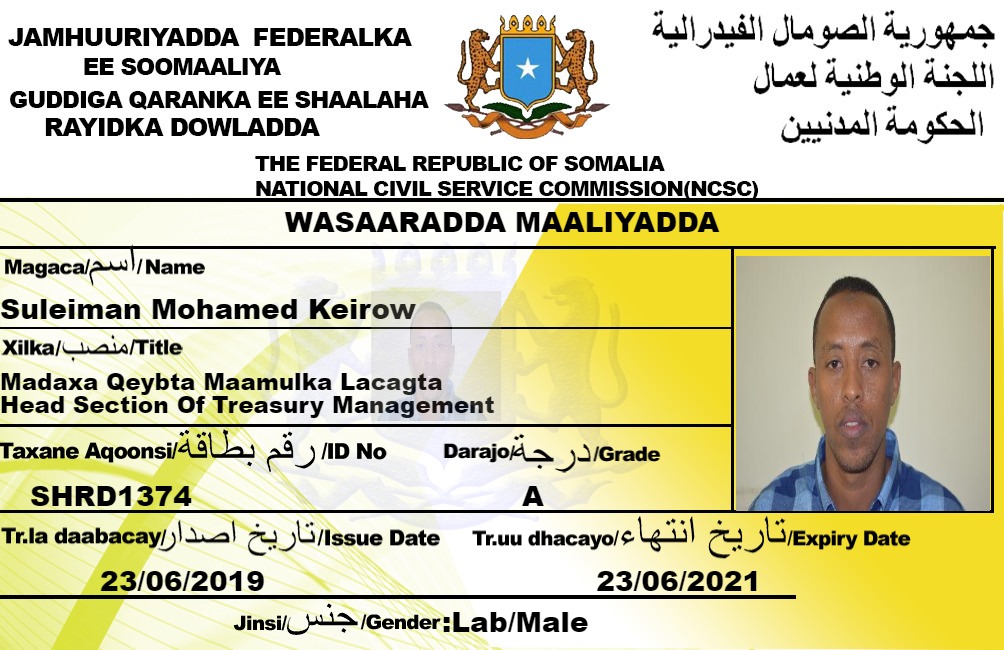 JAMHUURIYADDA FEDERALKA
EE SOOMAALIYA
GUDDIGA QARANKA EE SHAALAHA
RAYIDKA DOWLADDA
جمهورية الصومال الفيدرالية
اللجنة الوطنية لعمال
الحكومة المدنيين
THE FEDERAL REPUBLIC OF SOMALIA
NATIONAL CIVIL SERVICE COMMISSION(NCSC)
WASAARADDA MAALIYADDA
Magaca/اسم/Name
Suleiman Mohamed Keirow
Xilka/منصب/Title
Madaxa Qeybta Maamulka Lacagta
Head Section Of Treasury Management
Taxane Aqoonsi/رقم بطاقة/ID No
SHRD1374
Darajo/درجة/Grade
A
Tr.la daabacay/تاريخ اصدار/Issue Date
23/06/2019
Tr.uu dhacayo/تاريخ انتهاء/Expiry Date
23/06/2021
Jinsi/جنس/Gender:Lab/Male